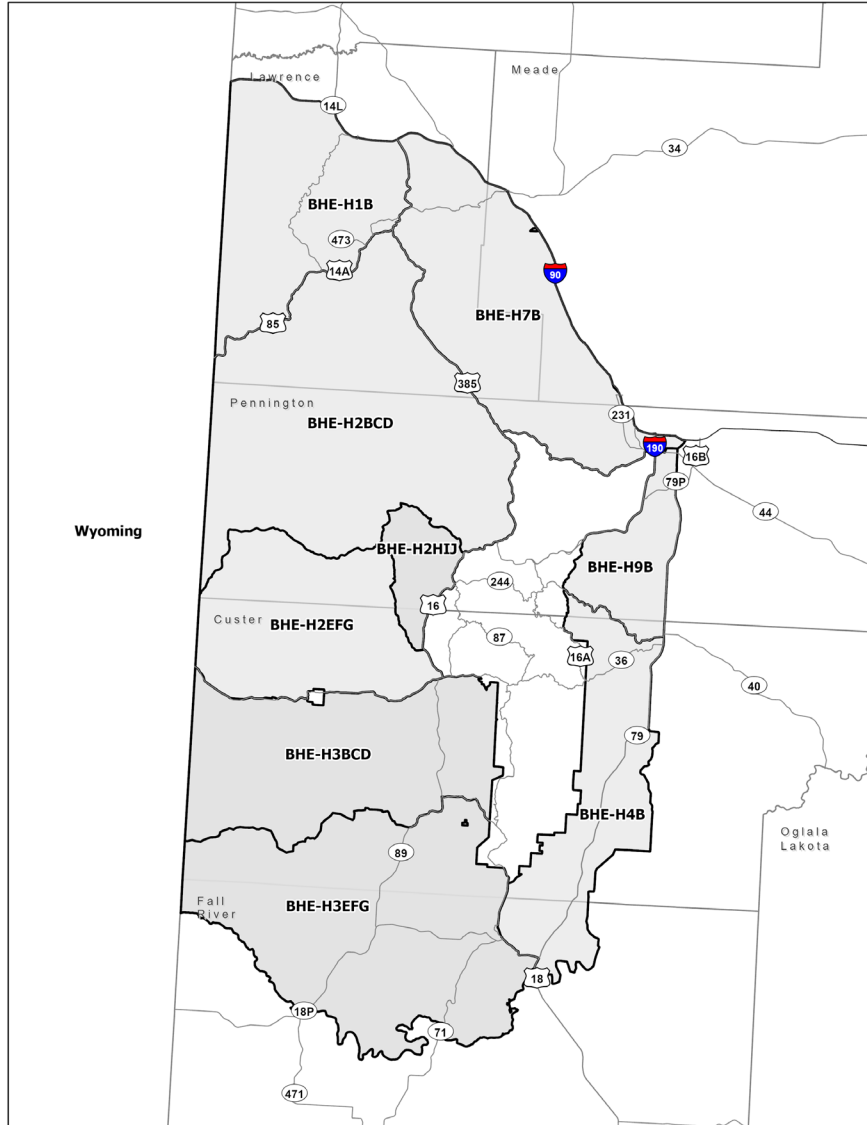 Lawrence
Meade
14L
34
BHE-H1B
473
14A
90
BHE-H7B
85
385
Pennington
231
BHE-H2BCD
190
16B
79P
44
Wyoming
BHE-H2HIJ
BHE-H9B
244
16
Custer
BHE-H2EFG
87
16A
36
40
79
BHE-H3BCD
BHE-H4B
Oglala
Lakota
89
Fall
River
BHE-H3EFG
18
18P
71
471